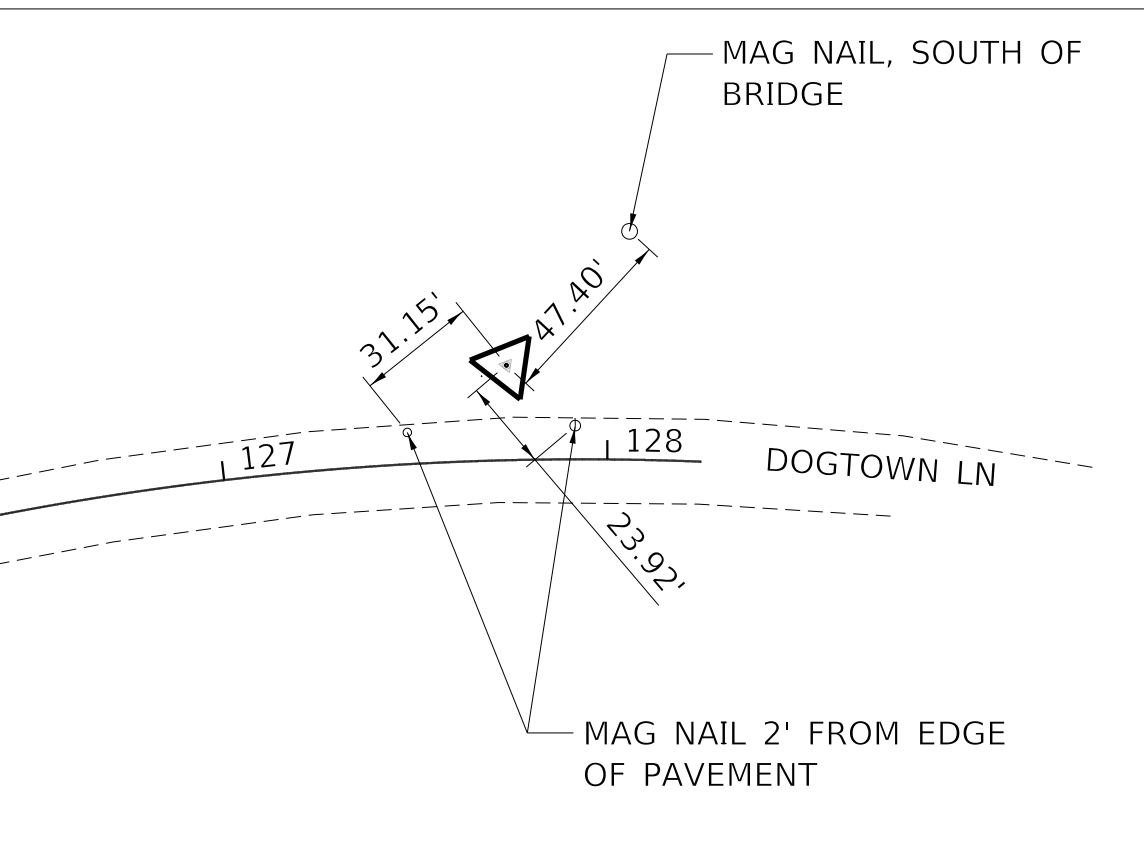 MAG NAIL, SOUTH OF
BRIDGE
47.40'
31.15'
127
128
DOGTOWN LN
23.92'
MAG NAIL 2' FROM EDGE
OF PAVEMENT